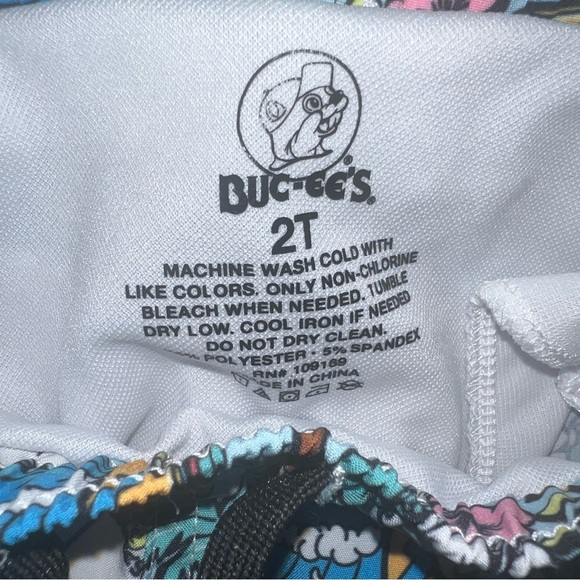 BUC-EE'S®
2T
MACHINE WASH COLD WITH
LIKE COLORS. ONLY NON-CHLORINE
BLEACH WHEN NEEDED. TUMBLE
DRY LOW. COOL IRON IF NEEDED
DO NOT DRY CLEAN.
POLYESTER · 5% SPANDEX
RN# 109169
MADE IN CHINA